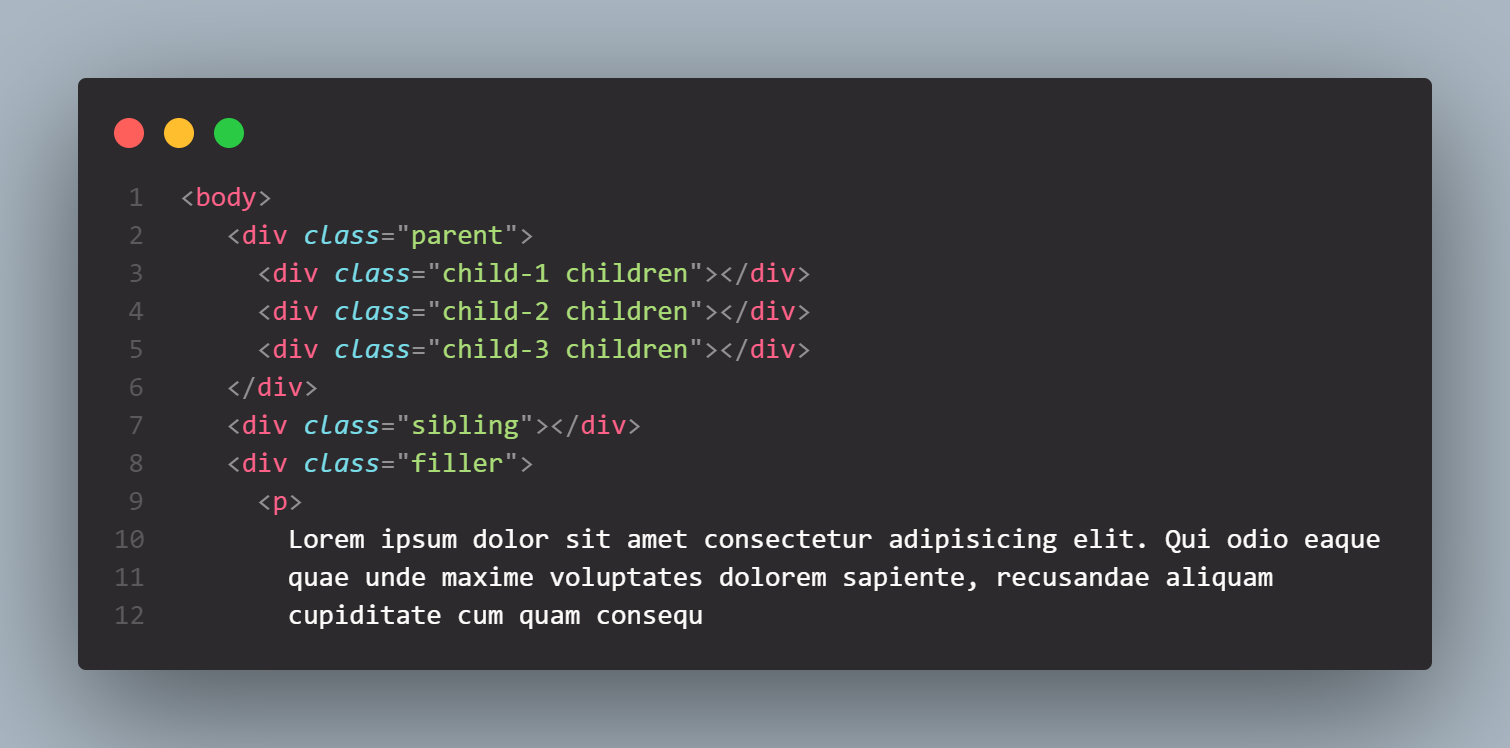 1 <body>
2 <div class="parent">
3 <div class="child-1 children"></div>
4 <div class="child-2 children"></div>
5 <div class="child-3 children"></div>
6 </div>
7 <div class="sibling"></div>
8 <div class="filler">
9 <p>
10 Lorem ipsum dolor sit amet consectetur adipisicing elit. Qui odio eaque
11 quae unde maxime voluptates dolorem sapiente, recusandae aliquam
12 cupiditate cum quam consequ